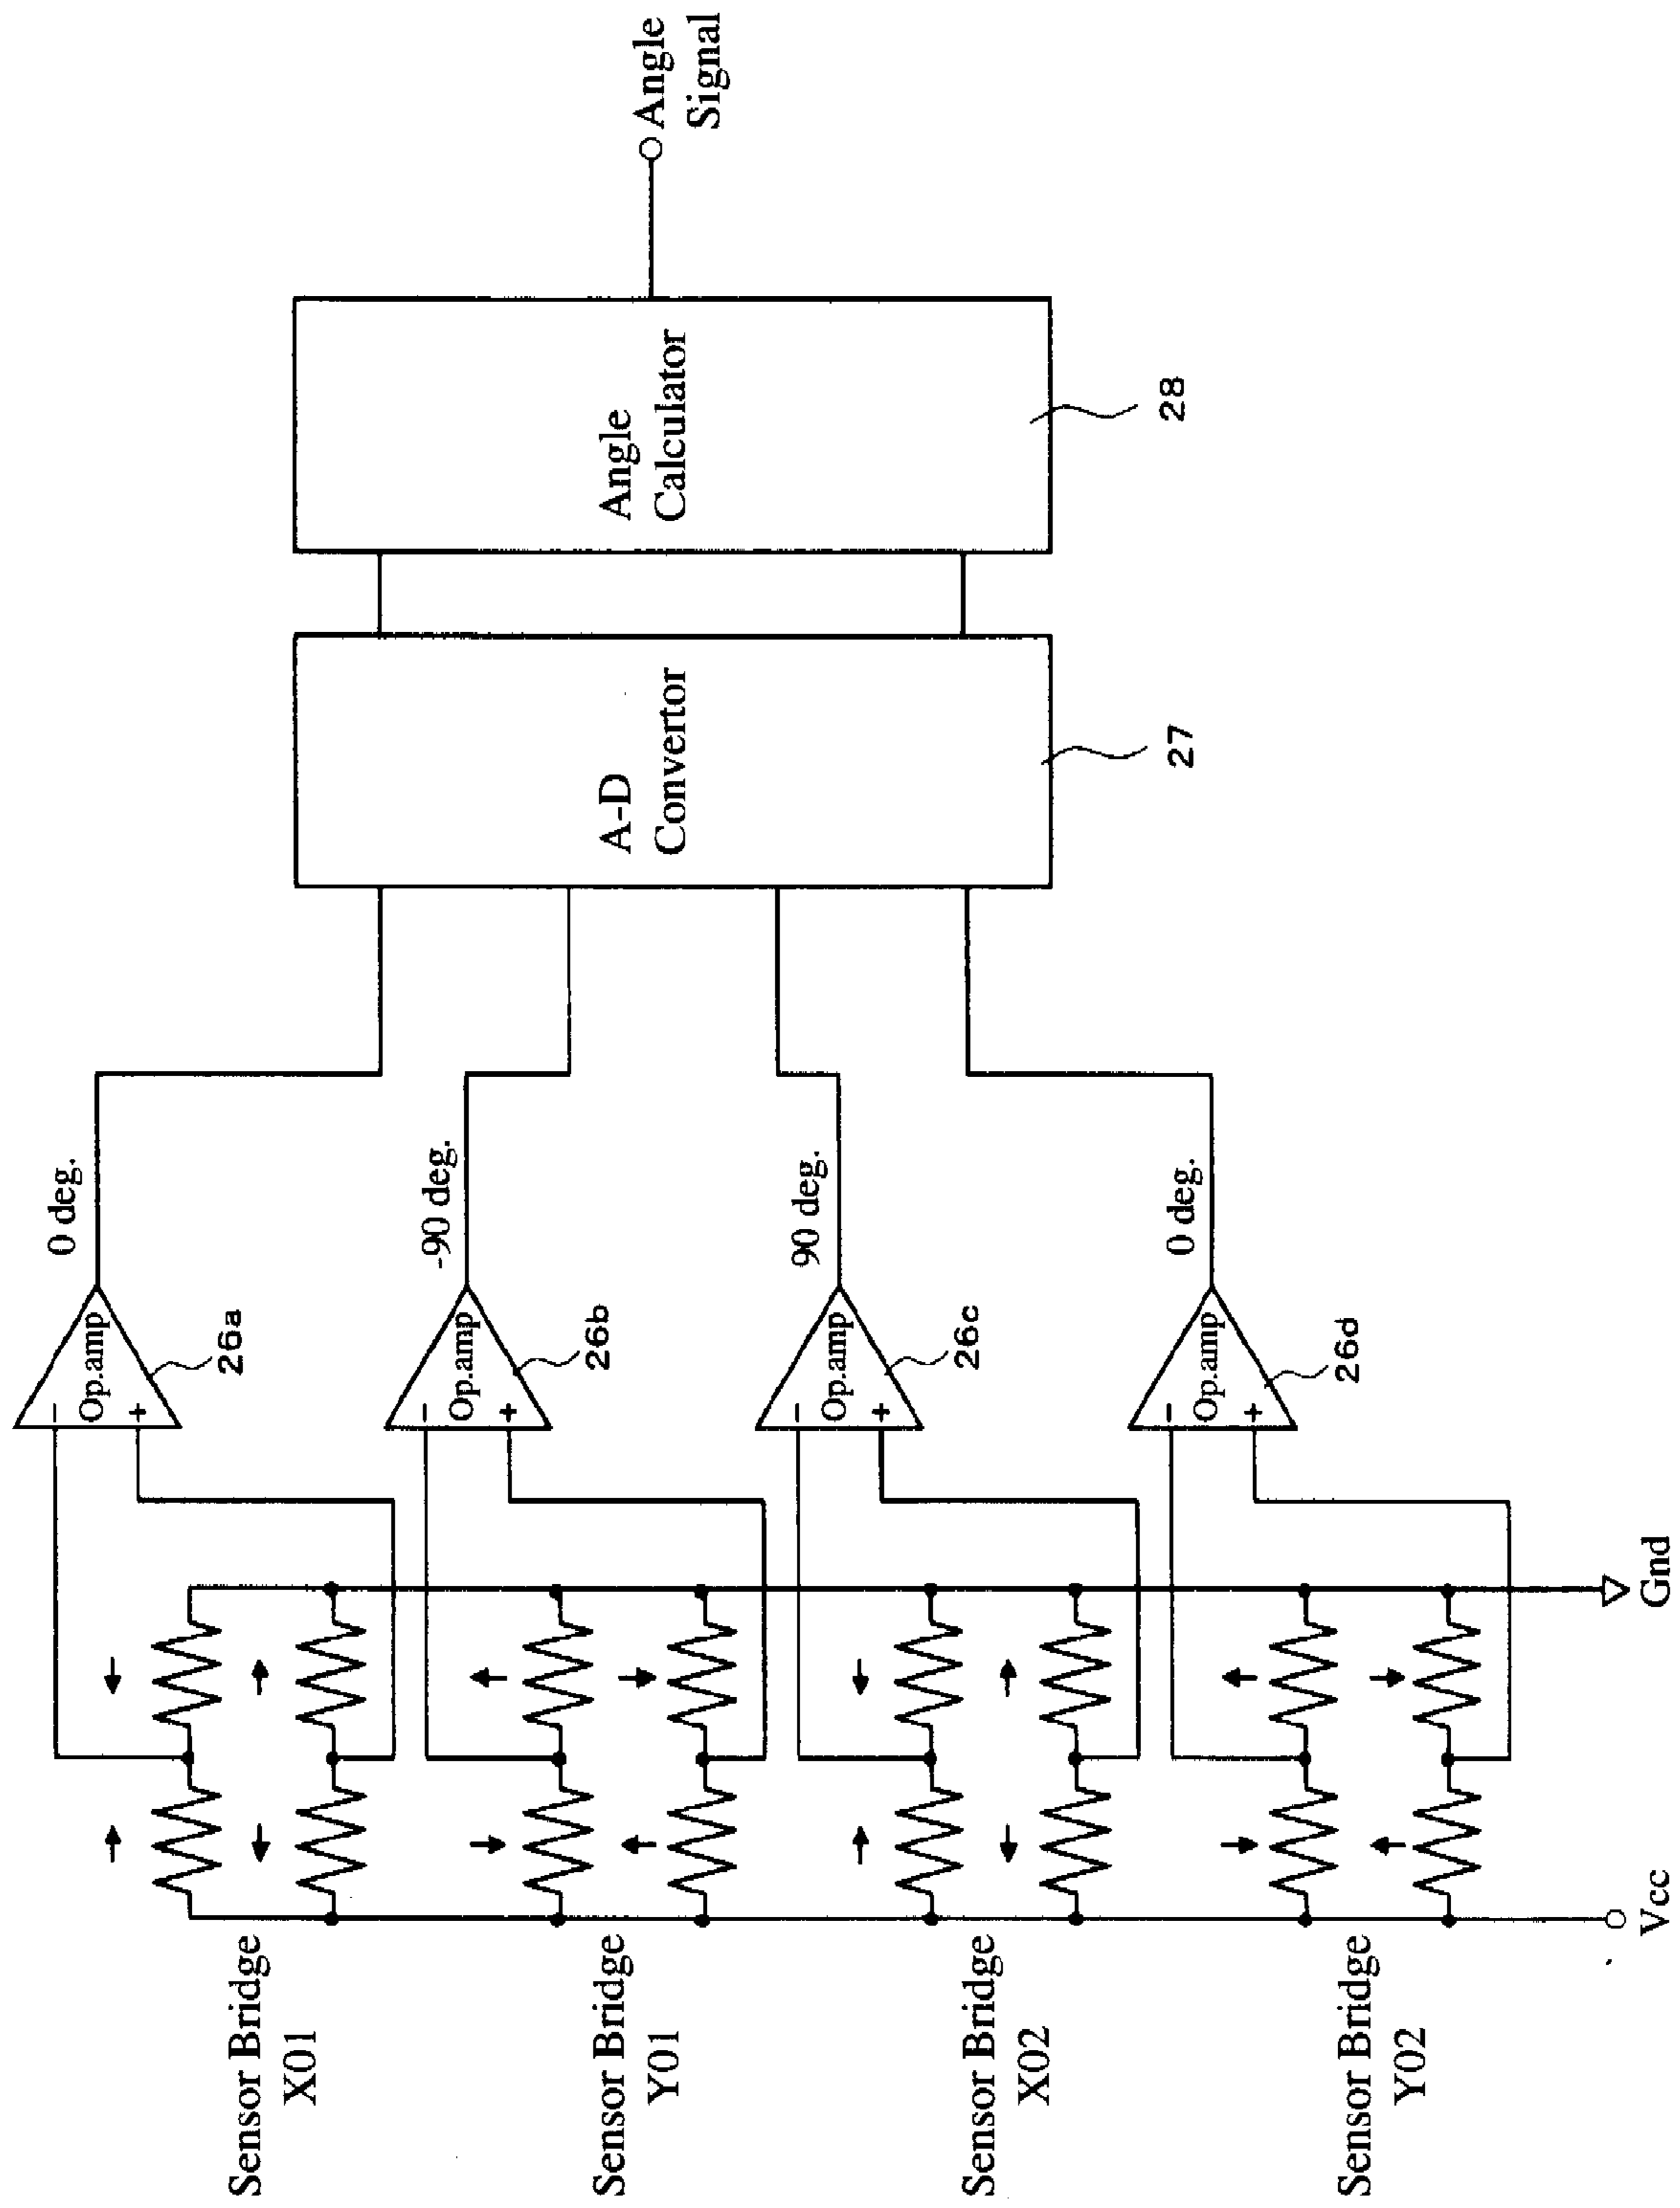 Sensor Bridge
X01
-
Op.amp
+
26a
0 deg.
Sensor Bridge
Y01
-
Op.amp
+
26b
-90 deg.
Sensor Bridge
X02
-
Op.amp
+
26c
90 deg.
Sensor Bridge
Y02
-
Op.amp
+
26d
0 deg.
Vcc
Gnd
A-D
Convertor
27
Angle
Calculator
28
Angle
Signal